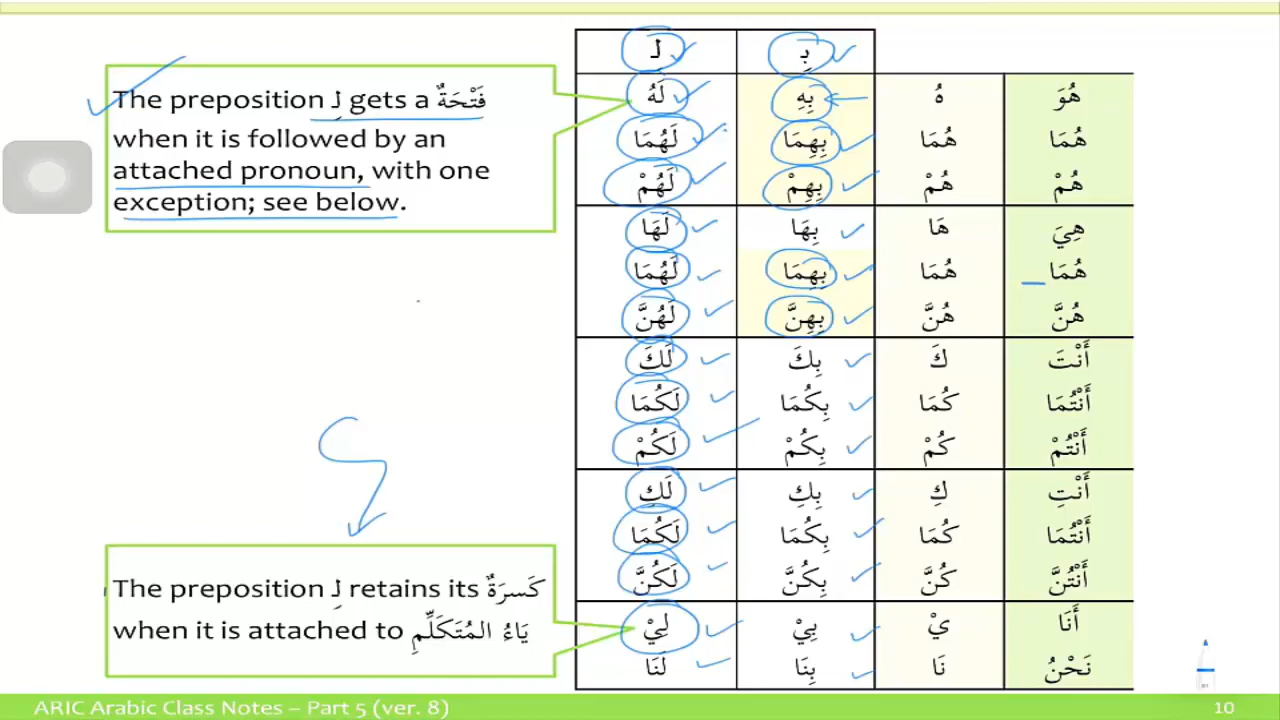 The preposition لِـ gets a فَتْحَةٌ
when it is followed by an
attached pronoun, with one
exception; see below.
بِـ لِـ
هُوَ هُ بِهِ لَهُ
هُمَا هُمَا بِهِمَا لَهُمَا
هُمْ هُمْ بِهِمْ لَهُمْ
هِيَ هَا بِهَا لَهَا
هُمَا هُمَا بِهِمَا لَهُمَا
هُنَّ هُنَّ بِهِنَّ لَهُنَّ
أَنْتَ كَ بِكَ لَكَ
أَنْتُمَا كُمَا بِكُمَا لَكُمَا
أَنْتُمْ كُمْ بِكُمْ لَكُمْ
أَنْتِ كِ بِكِ لَكِ
أَنْتُمَا كُمَا بِكُمَا لَكُمَا
أَنْتُنَّ كُنَّ بِكُنَّ لَكُنَّ
أَنَا يْ بِيْ لِيْ
نَحْنُ نَا بِنَا لَنَا
The preposition لِـ retains its كَسرَةٌ
when it is attached to يَاءُ المُتَكَلِّمِ
ARIC Arabic Class Notes – Part 5 (ver. 8)
10